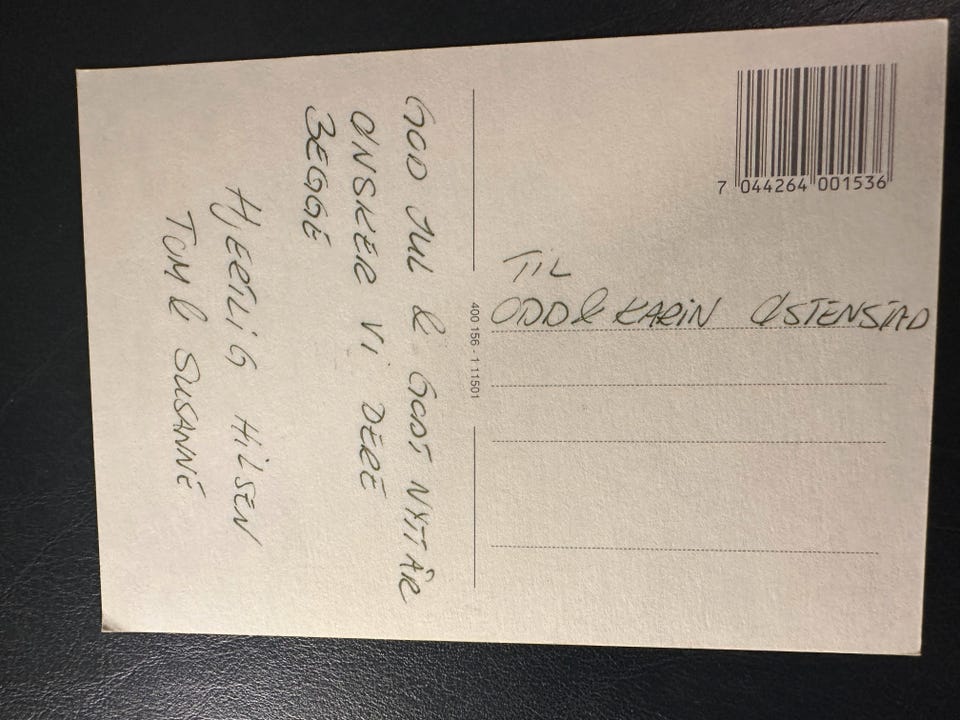 GOD JUL & GODT NYTT ÅR
ØNSKER VI DERE
BEGGE
HJERTLIG HILSEN
TOM & SUSANNE
400 156 - 1 11501
7 044264 001536
TIL
ODD & KARIN ØSTENSTAD